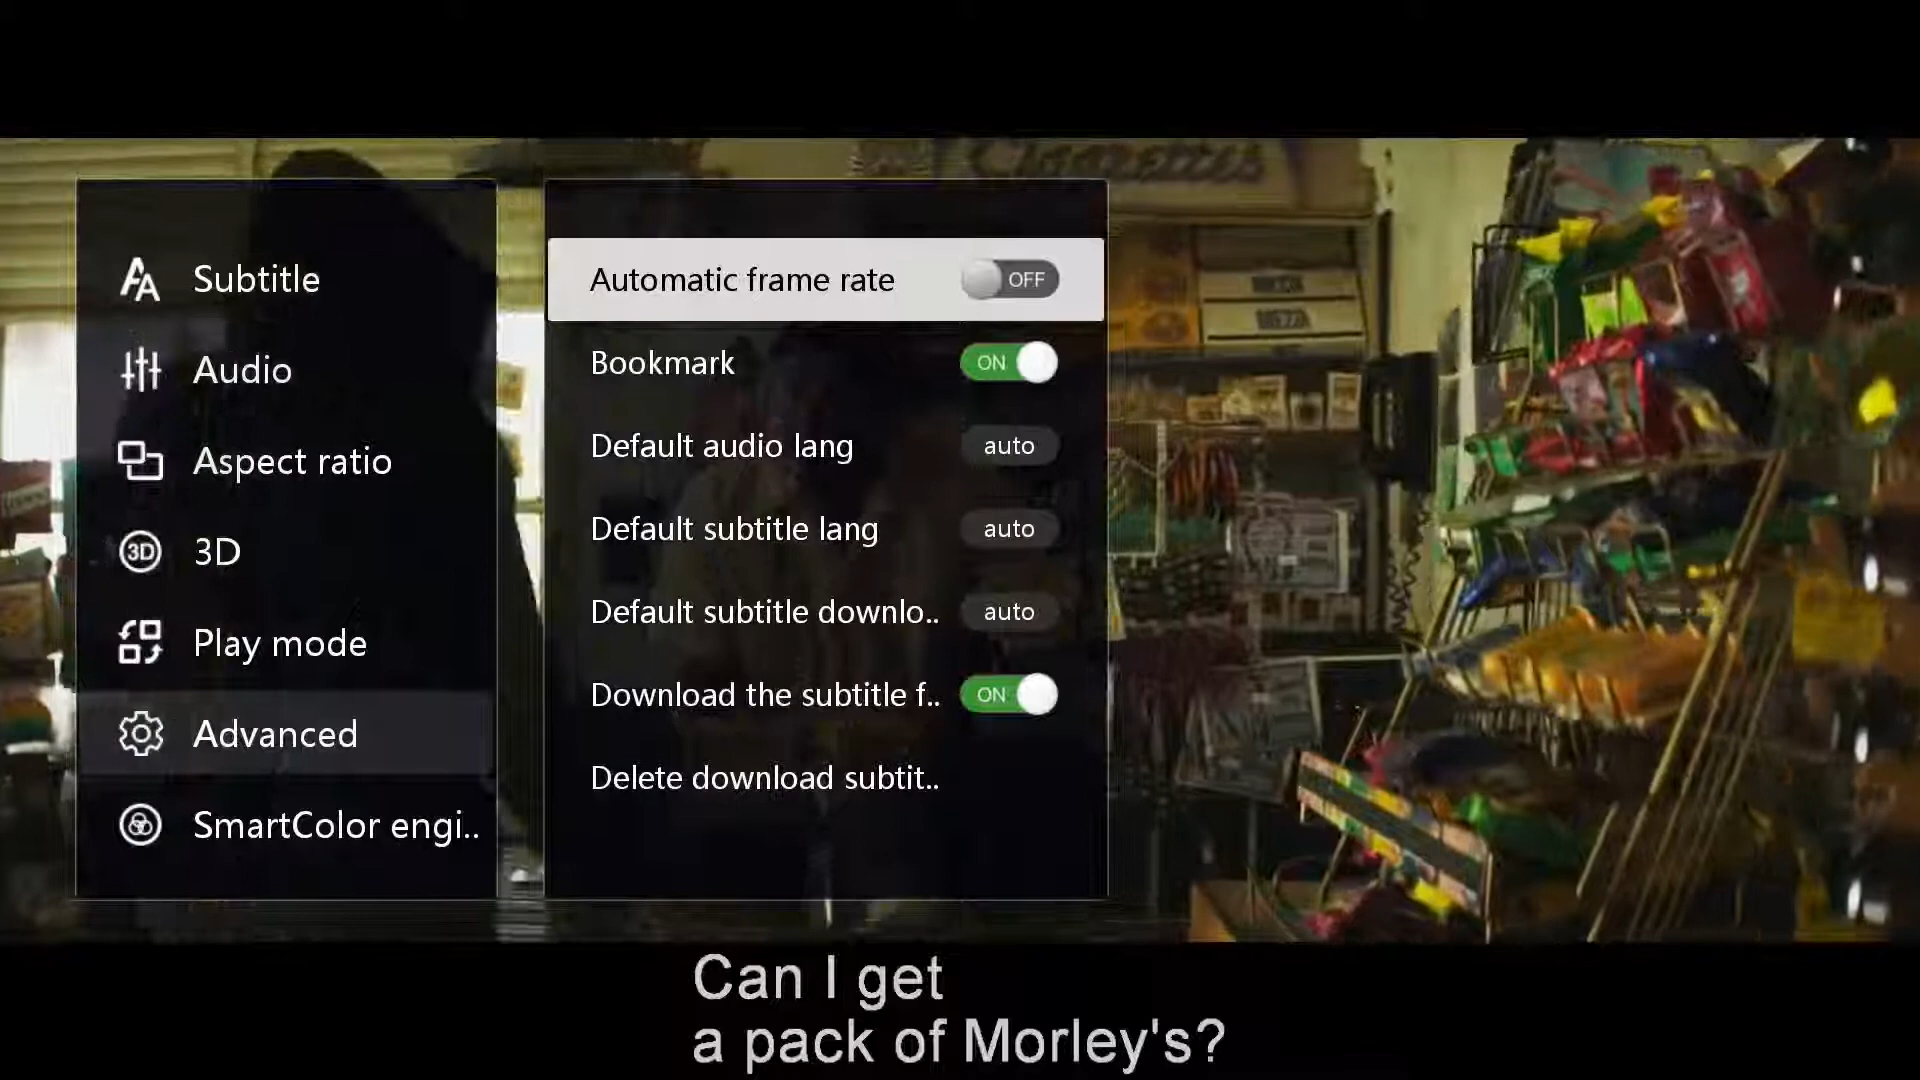 Cigarettes
Subtitle
Audio
Aspect ratio
3D
3D
Play mode
Advanced
SmartColor engi..
Automatic frame rate
OFF
Bookmark
ON
Default audio lang
auto
Default subtitle lang
auto
Default subtitle downlo..
auto
Download the subtitle f..
ON
Delete download subtit..
Can I get
a pack of Morley's?